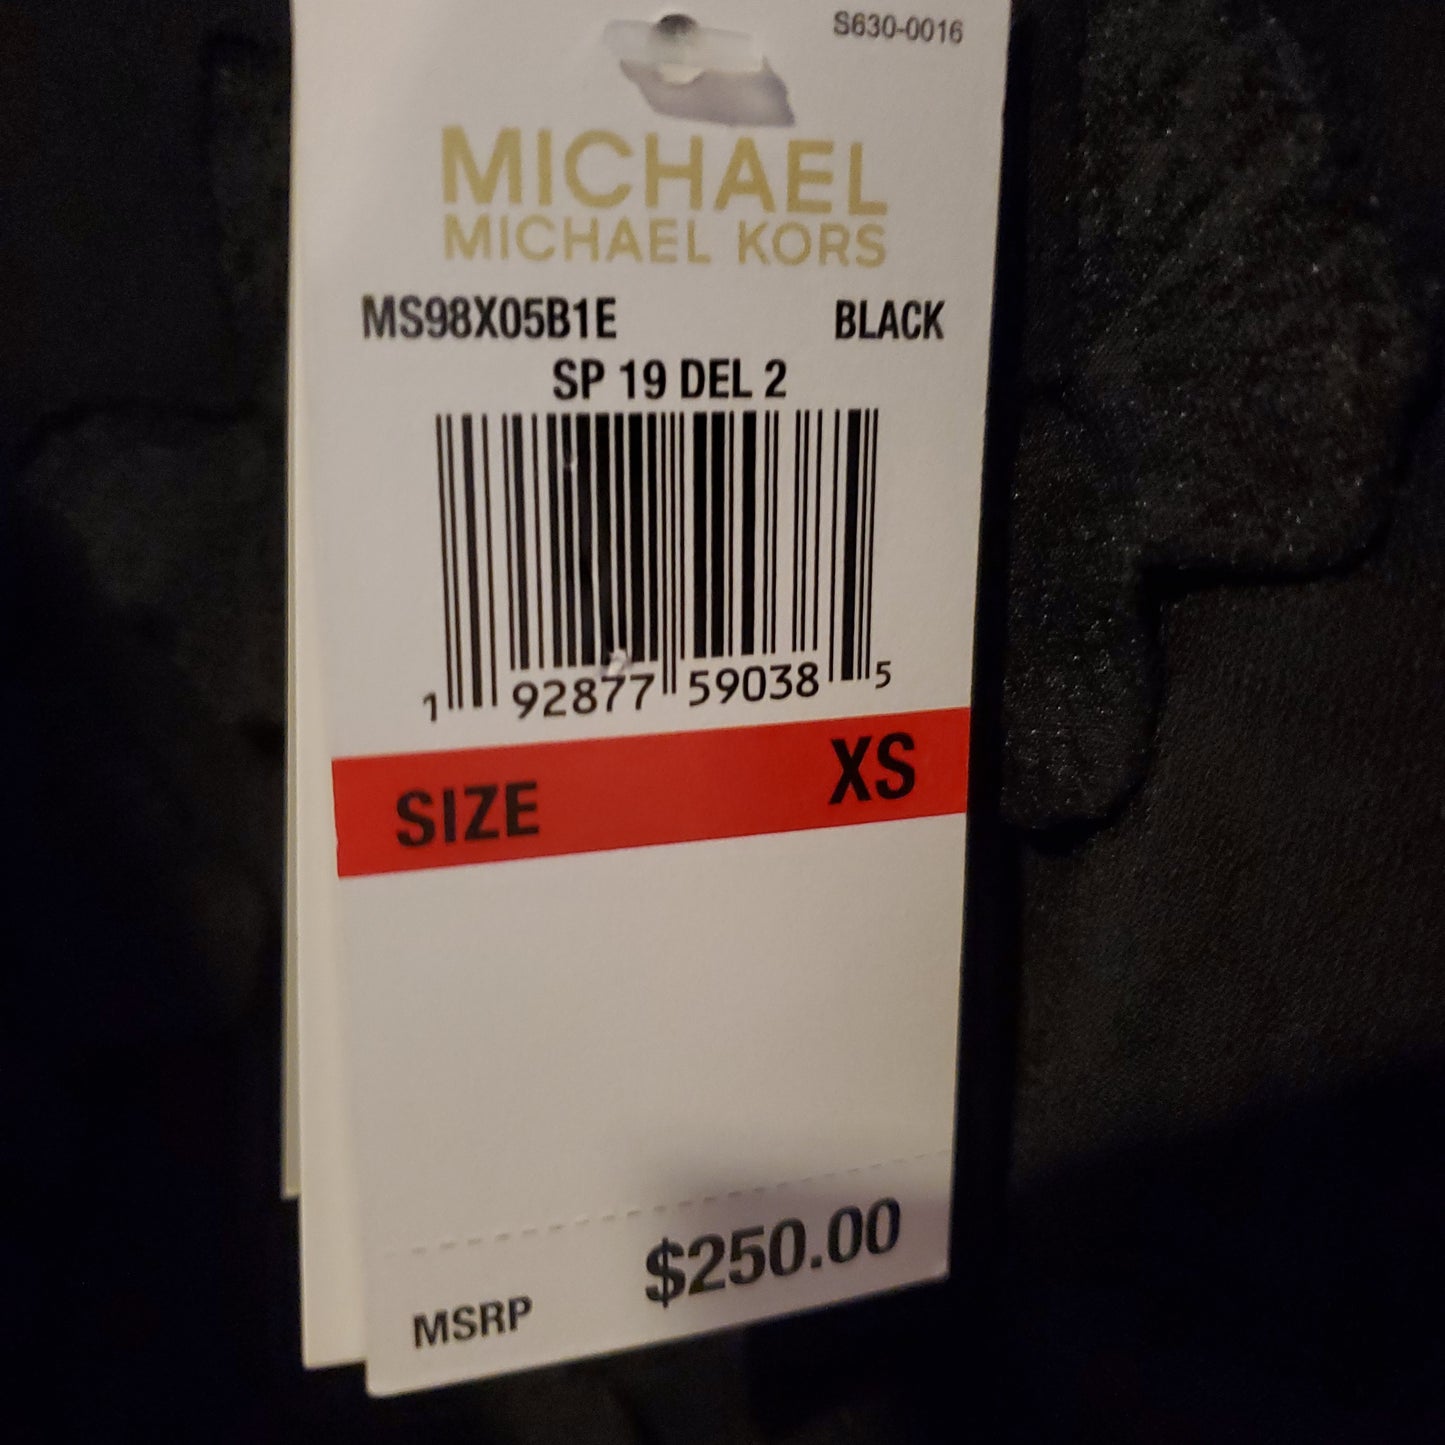 S630-0016
MICHAEL
MICHAEL KORS
MS98X05B1E BLACK
SP 19 DEL 2
1 92877 59038 5
SIZE XS
MSRP $250.00